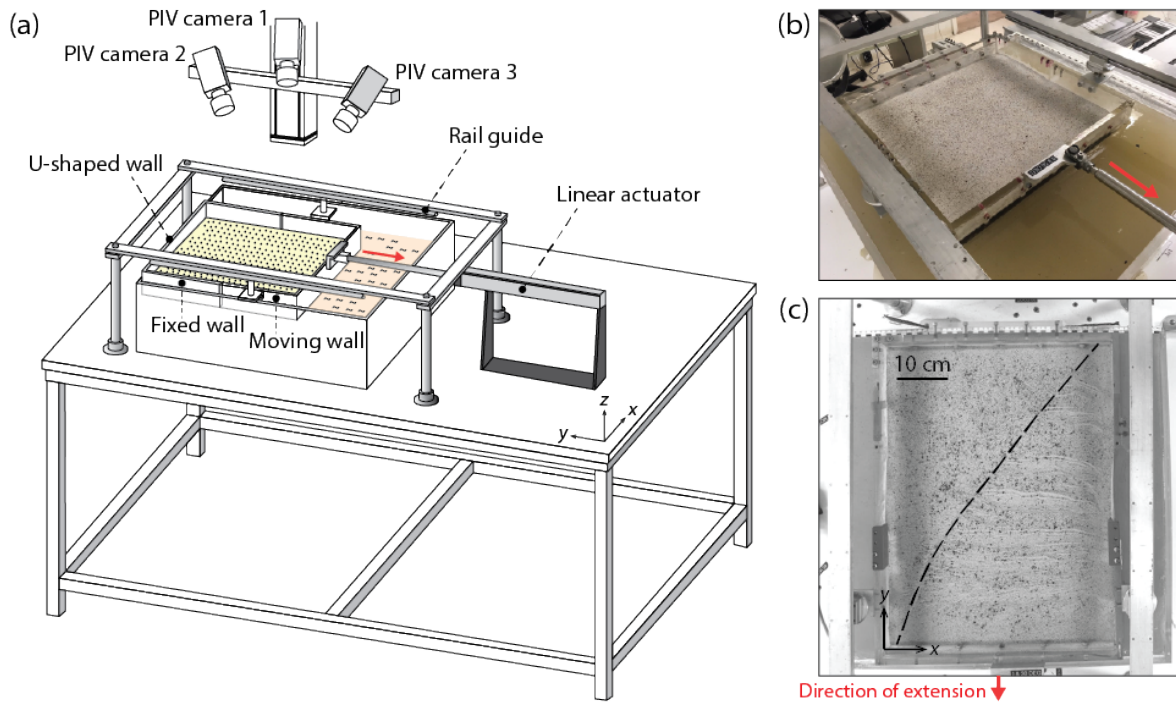 (a)
PIV camera 1
PIV camera 2
PIV camera 3
U-shaped wall
Rail guide
Linear actuator
Fixed wall
Moving wall
z
x
y
(b)
(c)
10 cm
y
x
Direction of extension